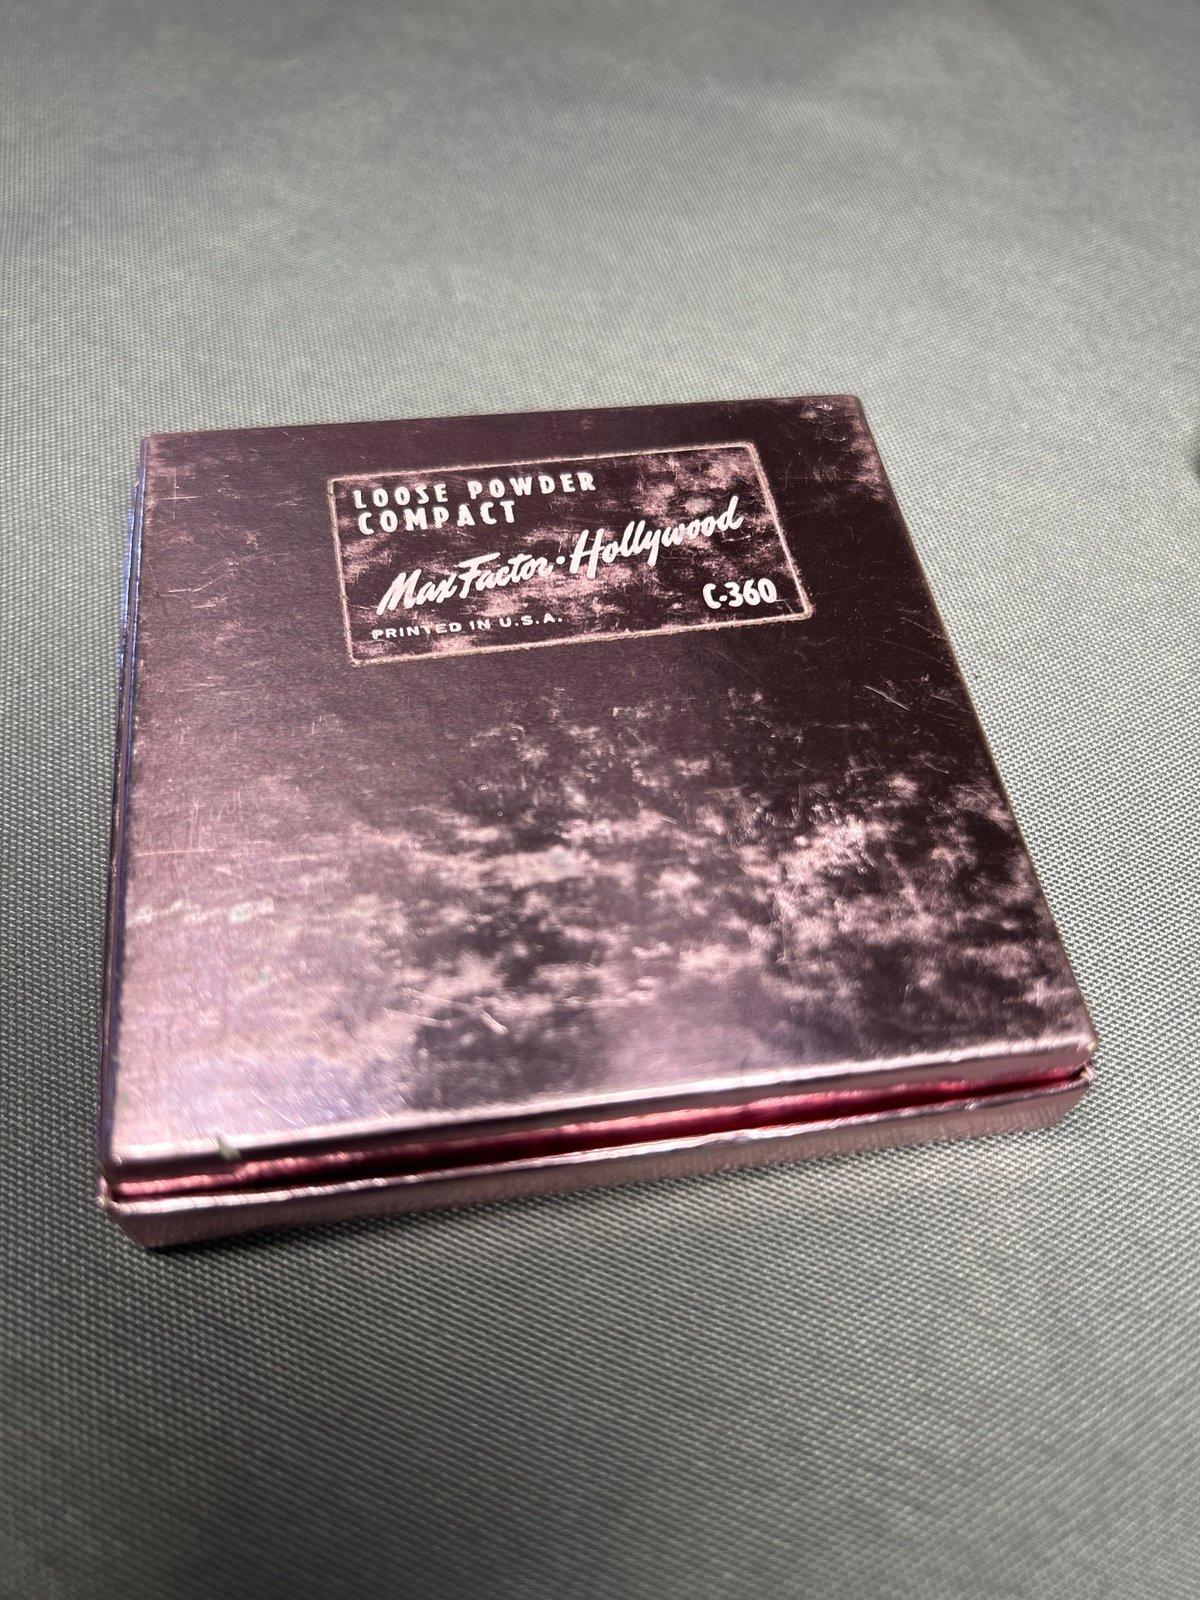 LOOSE POWDER
COMPACT
Max Factor · Hollywood
C-360
PRINTED IN U.S.A.